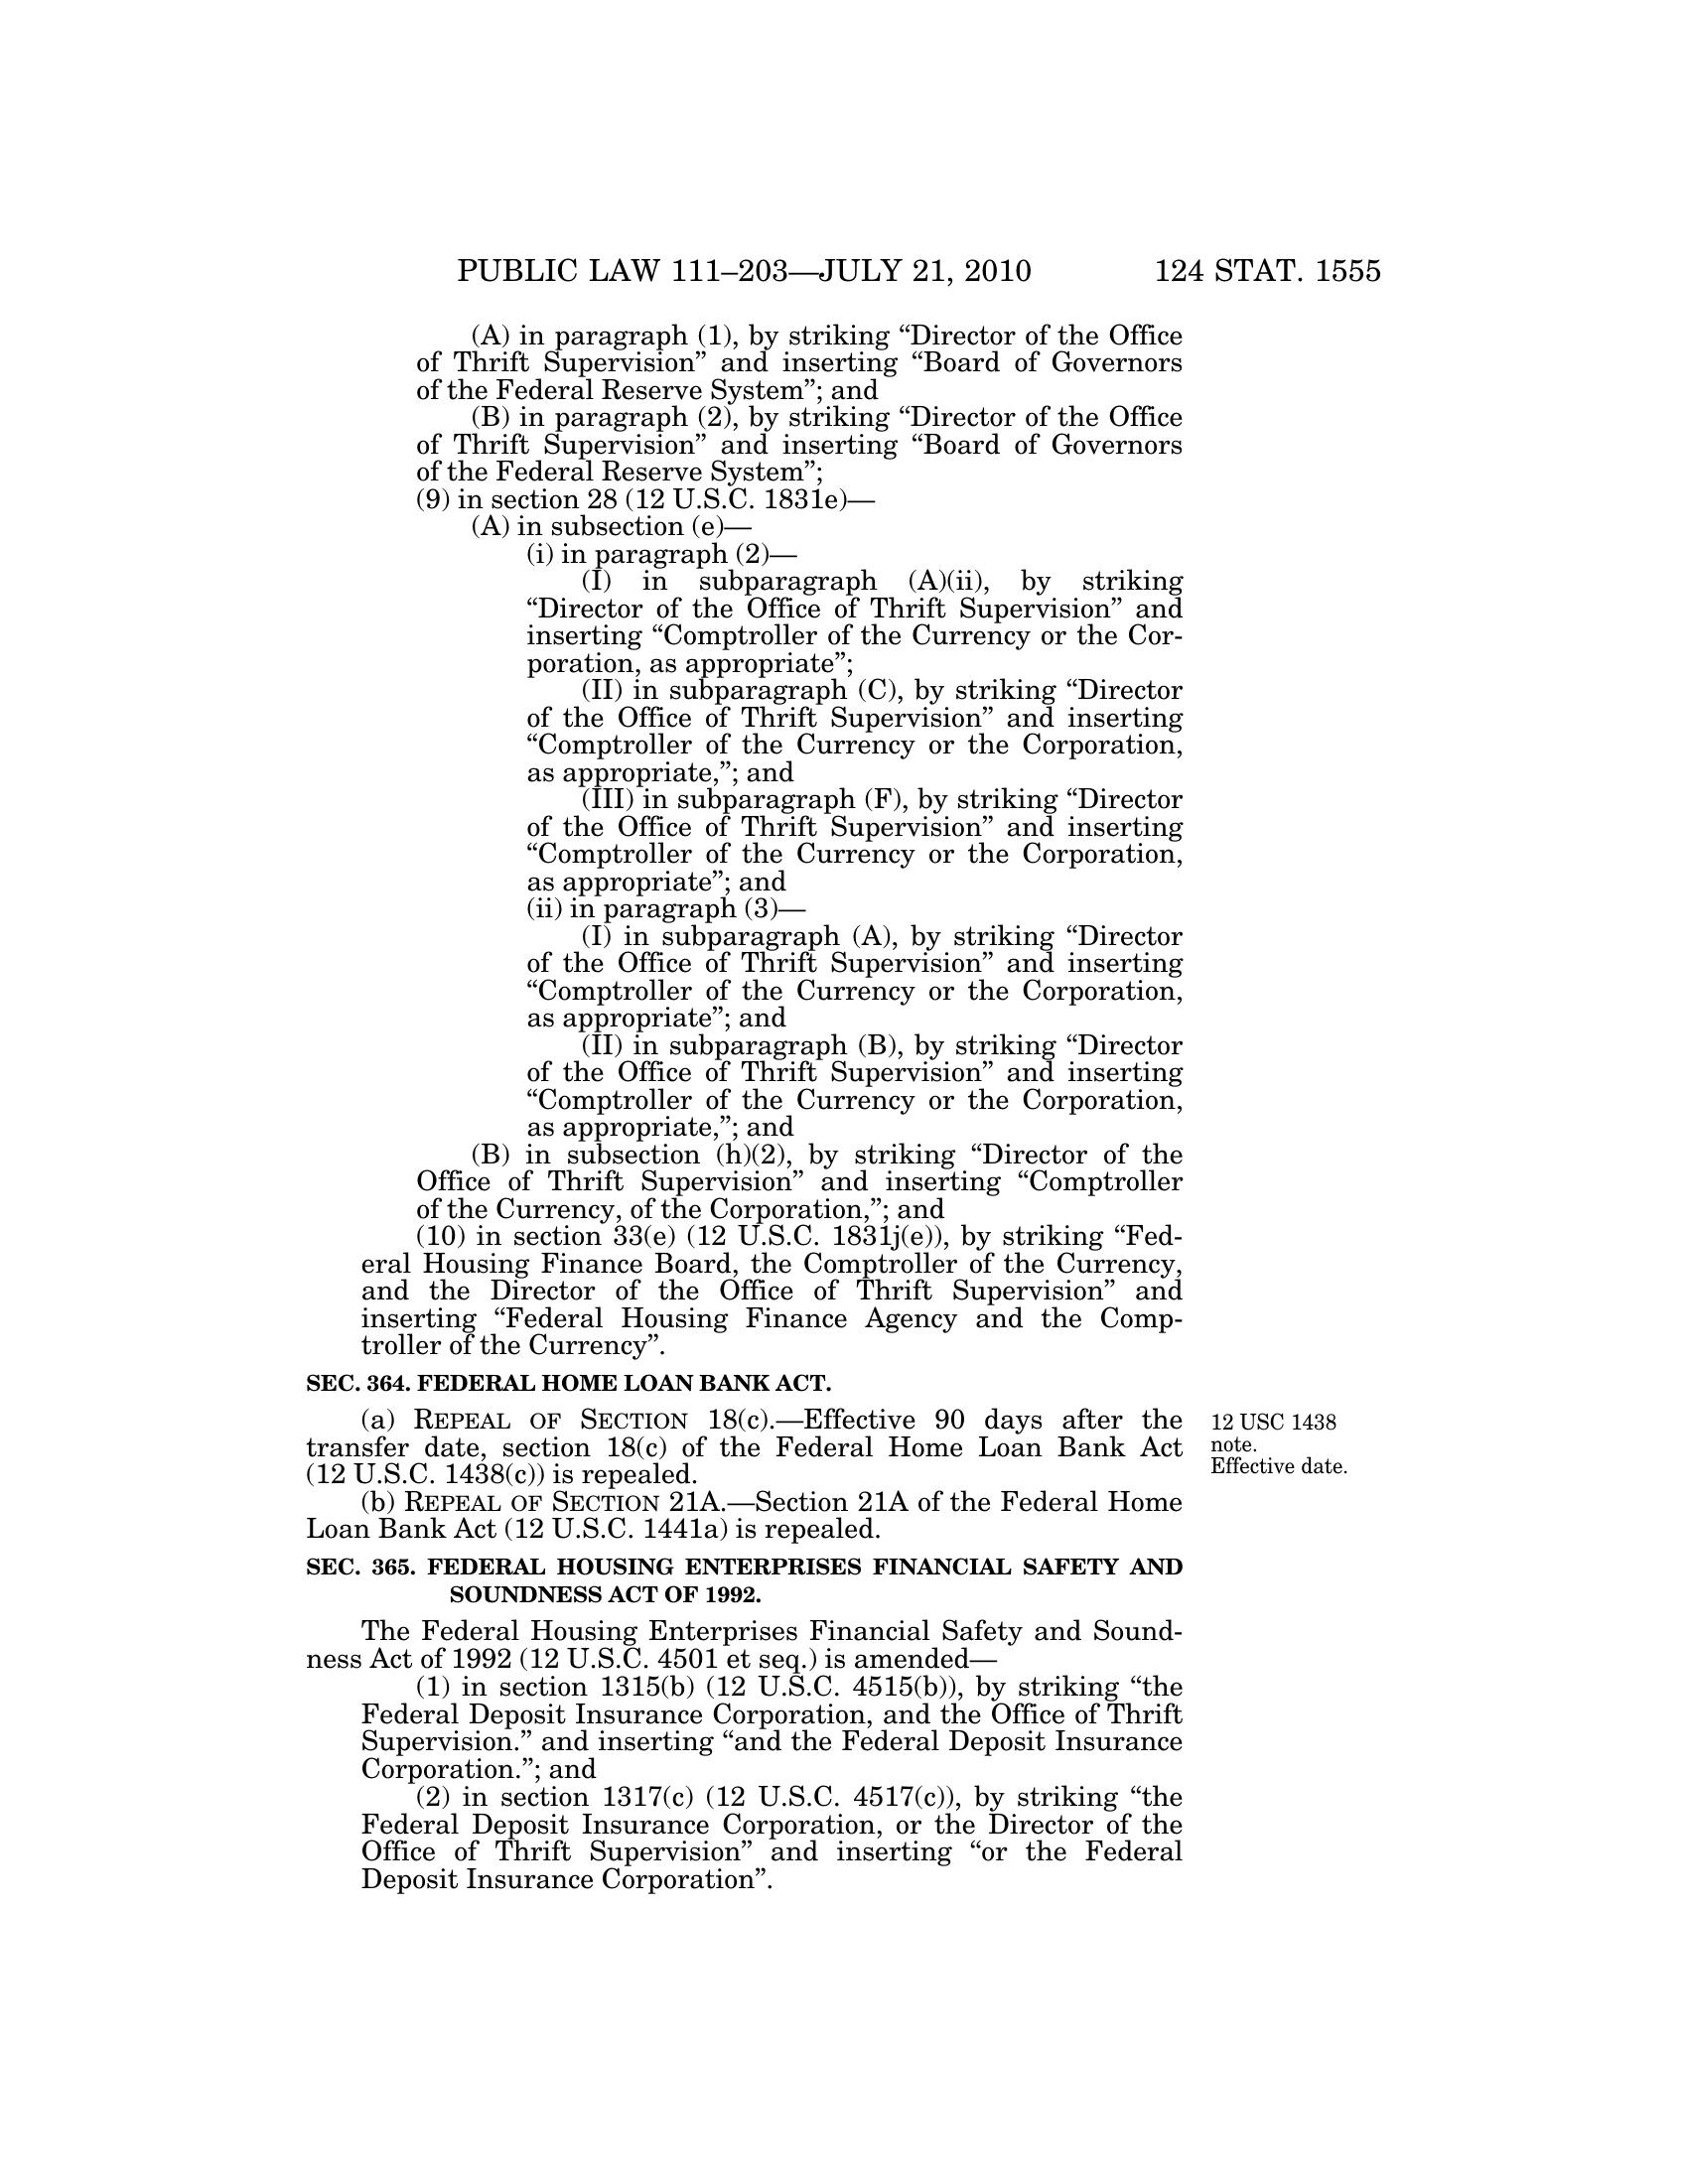 PUBLIC LAW 111–203—JULY 21, 2010 124 STAT. 1555
(A) in paragraph (1), by striking “Director of the Office
of Thrift Supervision” and inserting “Board of Governors
of the Federal Reserve System”; and
(B) in paragraph (2), by striking “Director of the Office
of Thrift Supervision” and inserting “Board of Governors
of the Federal Reserve System”;
(9) in section 28 (12 U.S.C. 1831e)—
(A) in subsection (e)—
(i) in paragraph (2)—
(I) in subparagraph (A)(ii), by striking
“Director of the Office of Thrift Supervision” and
inserting “Comptroller of the Currency or the Cor-
poration, as appropriate”;
(II) in subparagraph (C), by striking “Director
of the Office of Thrift Supervision” and inserting
“Comptroller of the Currency or the Corporation,
as appropriate,”; and
(III) in subparagraph (F), by striking “Director
of the Office of Thrift Supervision” and inserting
“Comptroller of the Currency or the Corporation,
as appropriate”; and
(ii) in paragraph (3)—
(I) in subparagraph (A), by striking “Director
of the Office of Thrift Supervision” and inserting
“Comptroller of the Currency or the Corporation,
as appropriate”; and
(II) in subparagraph (B), by striking “Director
of the Office of Thrift Supervision” and inserting
“Comptroller of the Currency or the Corporation,
as appropriate,”; and
(B) in subsection (h)(2), by striking “Director of the
Office of Thrift Supervision” and inserting “Comptroller
of the Currency, of the Corporation,”; and
(10) in section 33(e) (12 U.S.C. 1831j(e)), by striking “Fed-
eral Housing Finance Board, the Comptroller of the Currency,
and the Director of the Office of Thrift Supervision” and
inserting “Federal Housing Finance Agency and the Comp-
troller of the Currency”.
SEC. 364. FEDERAL HOME LOAN BANK ACT.
(a) REPEAL OF SECTION 18(c).—Effective 90 days after the
transfer date, section 18(c) of the Federal Home Loan Bank Act
(12 U.S.C. 1438(c)) is repealed.
12 USC 1438
note.
Effective date.
(b) REPEAL OF SECTION 21A.—Section 21A of the Federal Home
Loan Bank Act (12 U.S.C. 1441a) is repealed.
SEC. 365. FEDERAL HOUSING ENTERPRISES FINANCIAL SAFETY AND
SOUNDNESS ACT OF 1992.
The Federal Housing Enterprises Financial Safety and Sound-
ness Act of 1992 (12 U.S.C. 4501 et seq.) is amended—
(1) in section 1315(b) (12 U.S.C. 4515(b)), by striking “the
Federal Deposit Insurance Corporation, and the Office of Thrift
Supervision.” and inserting “and the Federal Deposit Insurance
Corporation.”; and
(2) in section 1317(c) (12 U.S.C. 4517(c)), by striking “the
Federal Deposit Insurance Corporation, or the Director of the
Office of Thrift Supervision” and inserting “or the Federal
Deposit Insurance Corporation”.